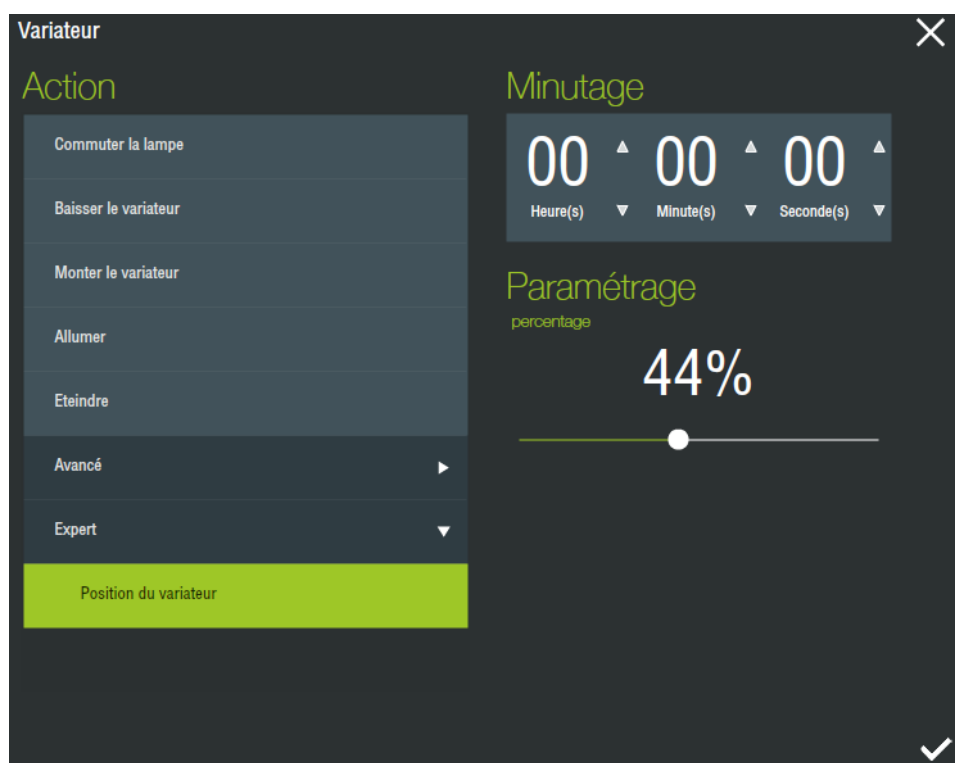 Variateur
Action
Commuter la lampe
Baisser le variateur
Monter le variateur
Allumer
Eteindre
Avancé
Expert
Position du variateur
Minutage
00 00 00
Heure(s) Minute(s) Seconde(s)
Paramétrage
percentage
44%